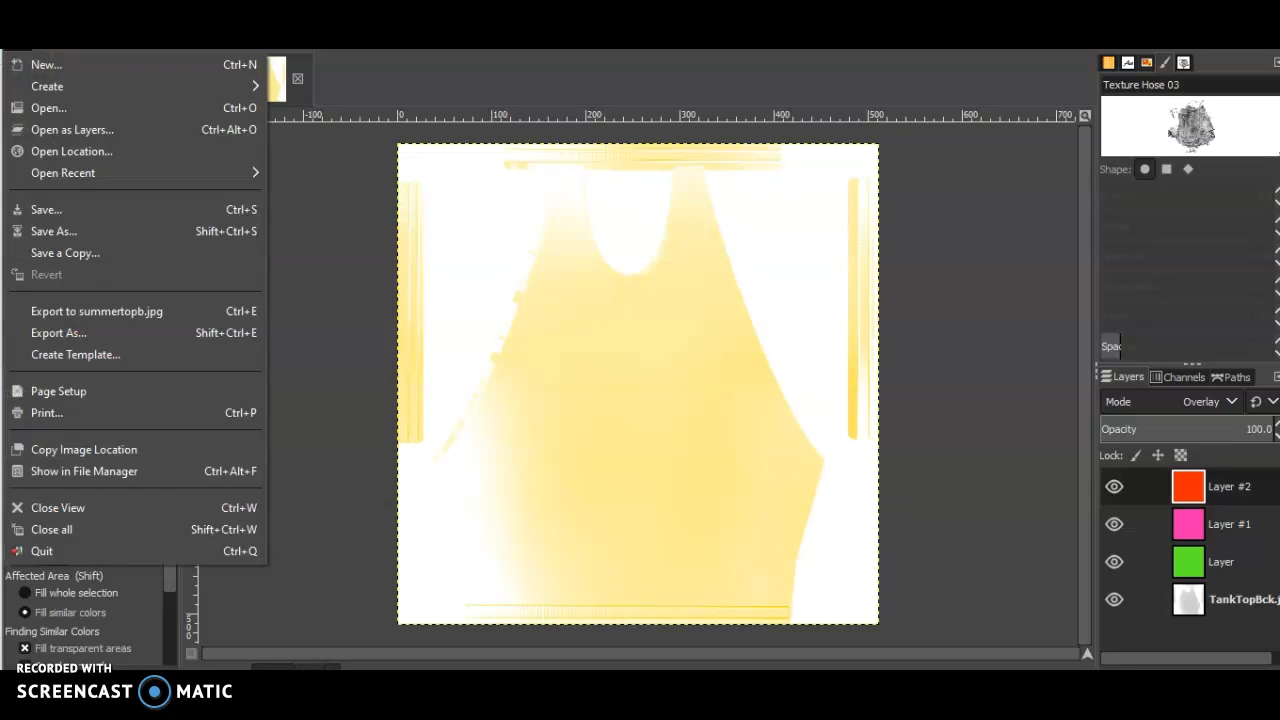 New... Ctrl+N
Create
Open... Ctrl+O
Open as Layers... Ctrl+Alt+O
Open Location...
Open Recent
Save... Ctrl+S
Save As... Shift+Ctrl+S
Save a Copy...
Revert
Export to summertopb.jpg Ctrl+E
Export As... Shift+Ctrl+E
Create Template...
Page Setup
Print... Ctrl+P
Copy Image Location
Show in File Manager Ctrl+Alt+F
Close View Ctrl+W
Close all Shift+Ctrl+W
Quit Ctrl+Q
Affected Area (Shift)
Fill whole selection
Fill similar colors
Finding Similar Colors
Fill transparent areas
RECORDED WITH
SCREENCAST MATIC
-100 0 100 200 300 400 500 600 700
500
Texture Hose 03
Shape:
Spac
Layers Channels Paths
Mode Overlay
Opacity 100.0
Lock:
Layer #2
Layer #1
Layer
TankTopBck.j